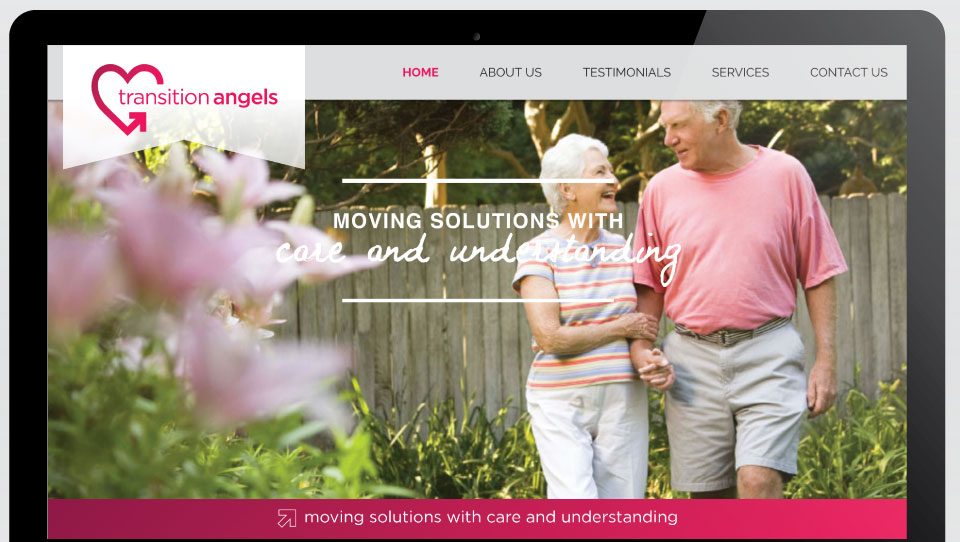 transition angels
HOME ABOUT US TESTIMONIALS SERVICES CONTACT US
MOVING SOLUTIONS WITH
care and understanding
moving solutions with care and understanding